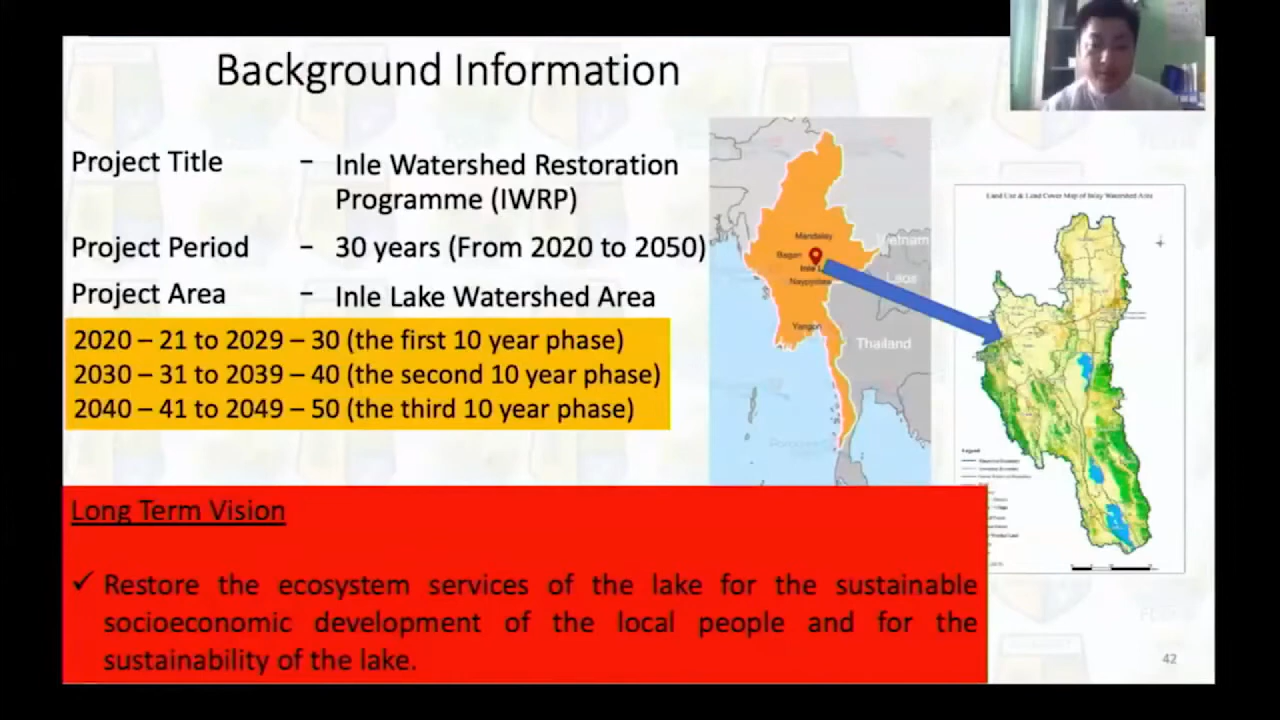 Background Information
Project Title - Inle Watershed Restoration
Programme (IWRP)
Project Period - 30 years (From 2020 to 2050)
Project Area - Inle Lake Watershed Area
2020 – 21 to 2029 – 30 (the first 10 year phase)
2030 – 31 to 2039 – 40 (the second 10 year phase)
2040 – 41 to 2049 – 50 (the third 10 year phase)
Mandalay
Bagan
Inle L
Naypyidaw
Yangon
Vietnam
Laos
Thailand
Land Use & Land Cover Map of Inlay Watershed Area
Legend
Long Term Vision
✓ Restore the ecosystem services of the lake for the sustainable
socioeconomic development of the local people and for the
sustainability of the lake.
42